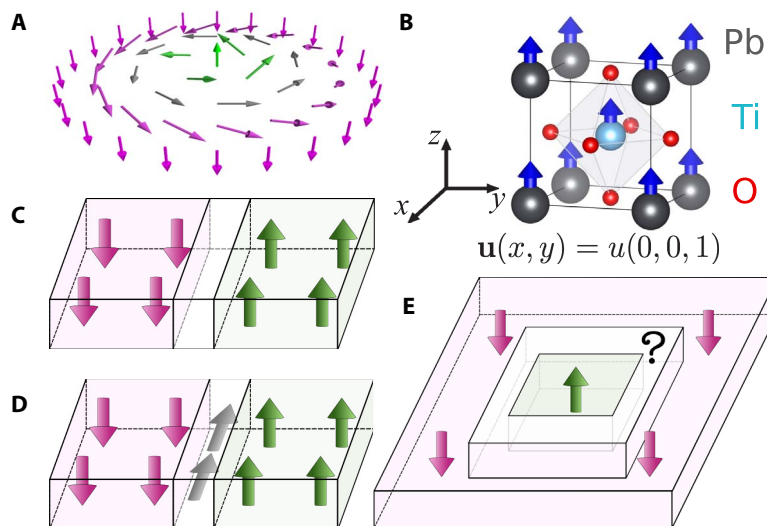 A
B
Pb
Ti
O
z
y
x
u(x, y) = u(0, 0, 1)
C
D
E
?